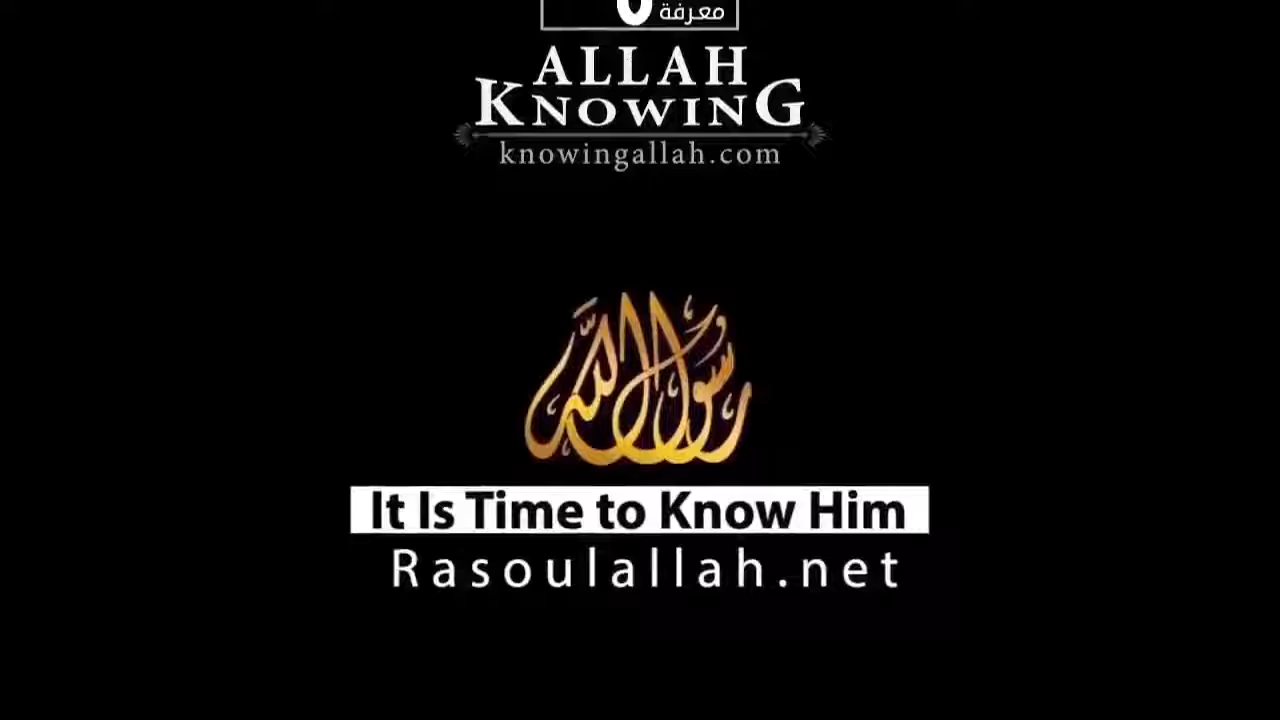 معرفة
ALLAH
KNOWING
knowingallah.com
رسول الله
It Is Time to Know Him
Rasoulallah.net